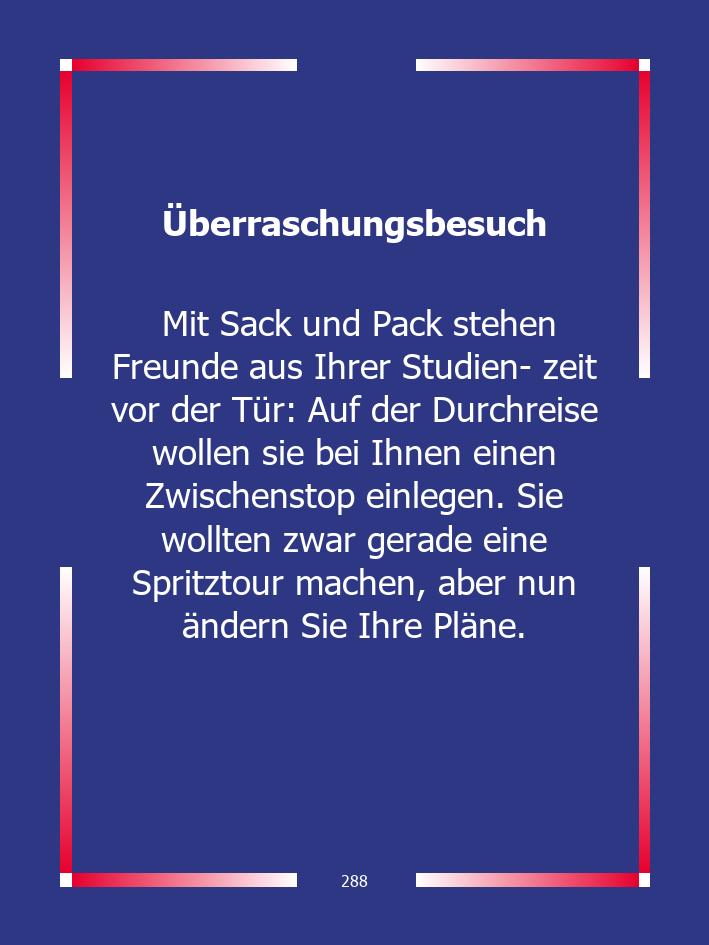 Überraschungsbesuch
Mit Sack und Pack stehen
Freunde aus Ihrer Studien- zeit
vor der Tür: Auf der Durchreise
wollen sie bei Ihnen einen
Zwischenstop einlegen. Sie
wollten zwar gerade eine
Spritztour machen, aber nun
ändern Sie Ihre Pläne.
288